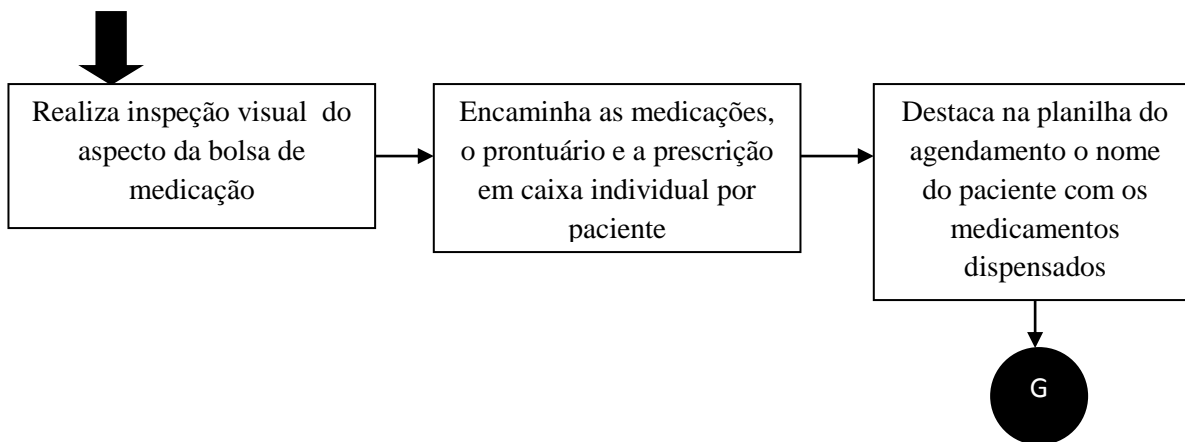 Realiza inspeção visual do
aspecto da bolsa de
medicação
Encaminha as medicações,
o prontuário e a prescrição
em caixa individual por
paciente
Destaca na planilha do
agendamento o nome
do paciente com os
medicamentos
dispensados
G